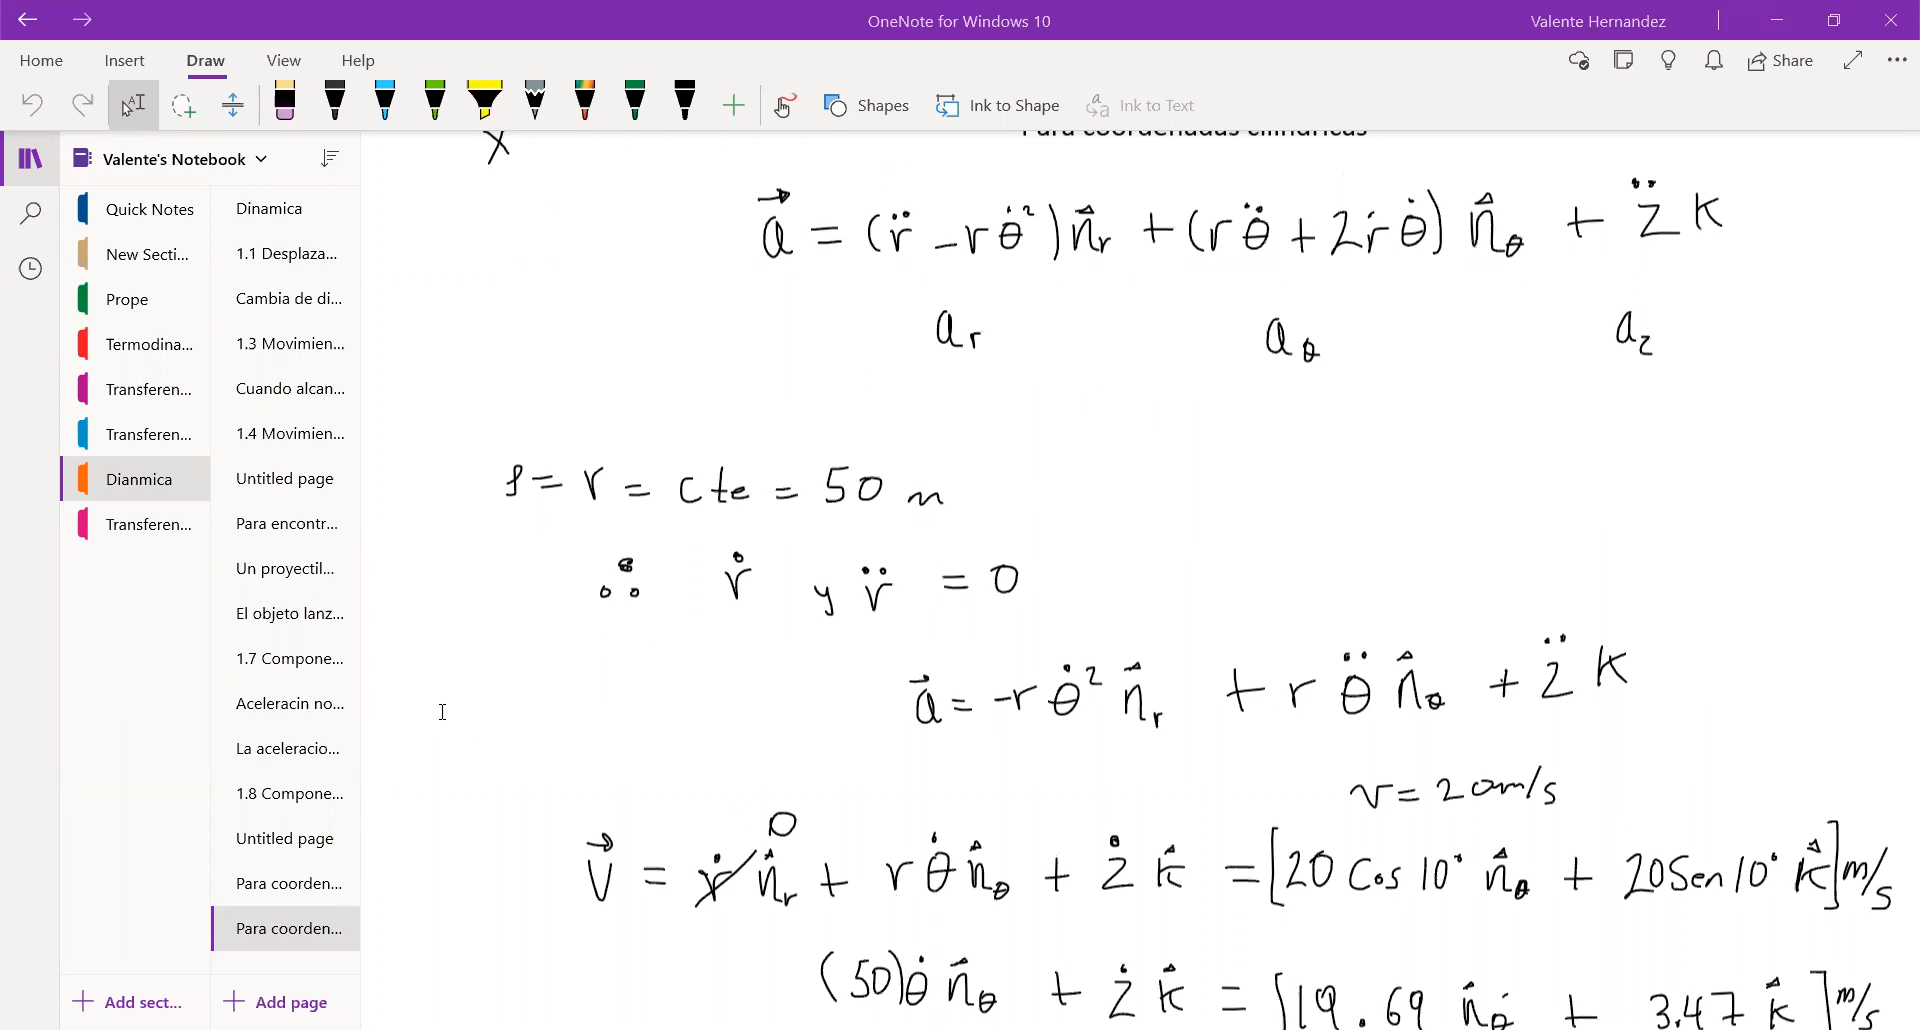 OneNote for Windows 10
Valente Hernandez
Home Insert Draw View Help
Share
Shapes
Ink to Shape
Ink to Text
Valente's Notebook
Quick Notes
New Secti...
Prope
Termodina...
Transferen...
Transferen...
Dianmica
Transferen...
Add sect...
Dinamica
1.1 Desplaza...
Cambia de di...
1.3 Movimien...
Cuando alcan...
1.4 Movimien...
Untitled page
Para encontr...
Un proyectil...
El objeto lanz...
1.7 Compone...
Aceleracin no...
La aceleracio...
1.8 Compone...
Untitled page
Para coorden...
Para coorden...
Add page
X
Para coordenadas cilindricas
a⃗ = (r̈ - rθ̇²) n̂r + (rθ̈ + 2ṙθ̇) n̂θ + z̈ k
ar aθ az
ρ = r = cte = 50 m
∴ ṙ y r̈ = 0
a⃗ = -rθ̇² n̂r + rθ̈ n̂θ + z̈ k
v = 20 m/s
0
V⃗ = ṙ n̂r + rθ̇ n̂θ + ż k̂ = [20 Cos 10° n̂θ + 20 Sen 10° k̂] m/s
(50)θ̇ n̂θ + ż k̂ = [19.69 n̂θ + 3.47 k̂] m/s